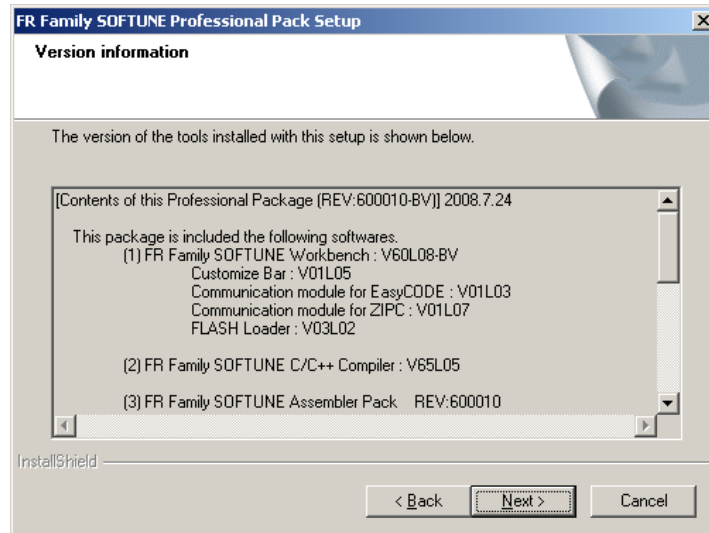 FR Family SOFTUNE Professional Pack Setup
Version information
The version of the tools installed with this setup is shown below.
[Contents of this Professional Package (REV:600010-BV)] 2008.7.24
This package is included the following softwares.
(1) FR Family SOFTUNE Workbench : V60L08-BV
Customize Bar : V01L05
Communication module for EasyCODE : V01L03
Communication module for ZIPC : V01L07
FLASH Loader : V03L02
(2) FR Family SOFTUNE C/C++ Compiler : V65L05
(3) FR Family SOFTUNE Assembler Pack REV:600010
InstallShield
< Back Next > Cancel